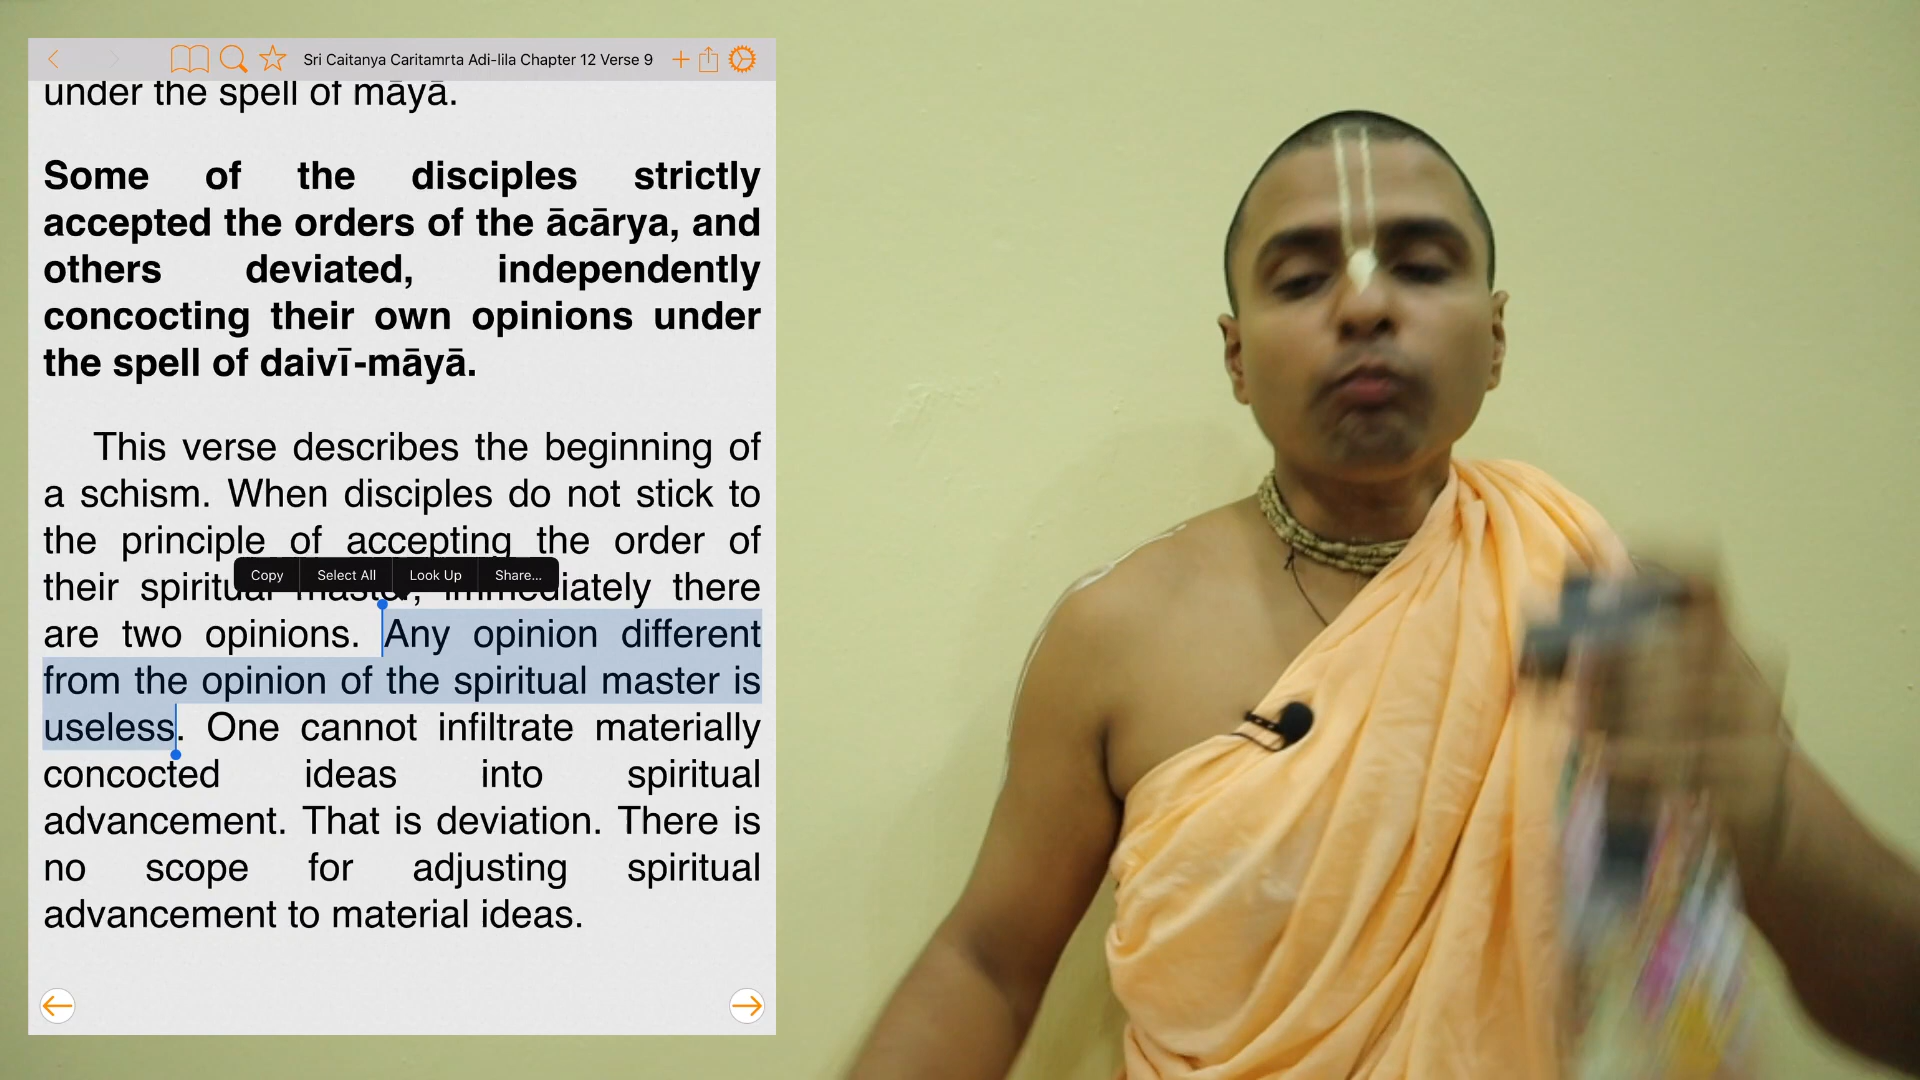 Sri Caitanya Caritamrta Adi-lila Chapter 12 Verse 9
under the spell of māyā.
Some of the disciples strictly
accepted the orders of the ācārya, and
others deviated, independently
concocting their own opinions under
the spell of daivī-māyā.
This verse describes the beginning of
a schism. When disciples do not stick to
the principle of accepting the order of
Copy Select All Look Up Share...
their spiritual master, immediately there
are two opinions. Any opinion different
from the opinion of the spiritual master is
useless. One cannot infiltrate materially
concocted ideas into spiritual
advancement. That is deviation. There is
no scope for adjusting spiritual
advancement to material ideas.